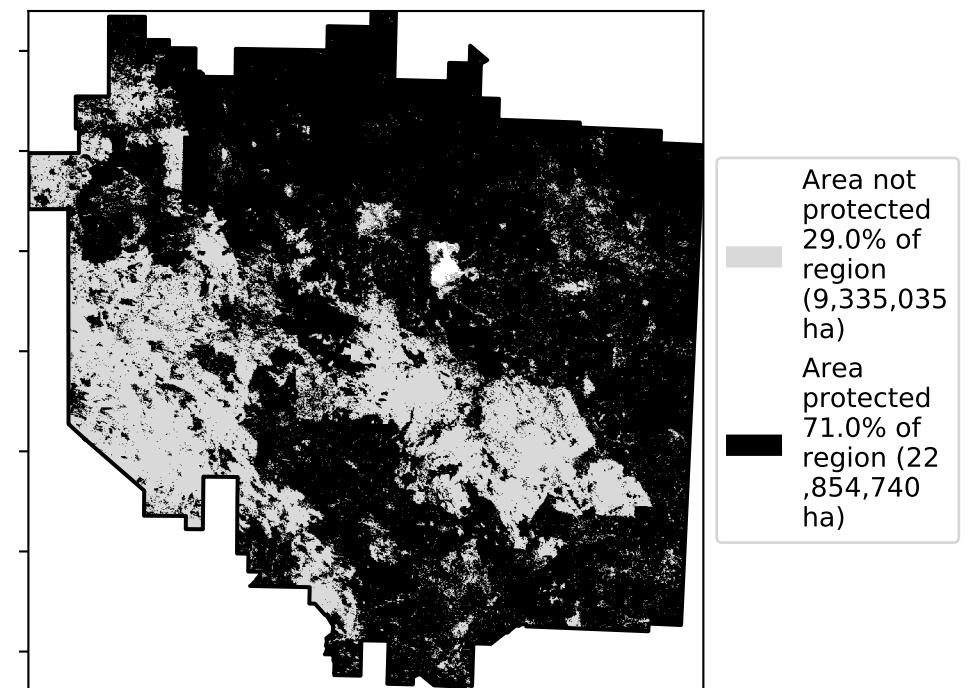 Area not
protected
29.0% of
region
(9,335,035
ha)
Area
protected
71.0% of
region (22
,854,740
ha)